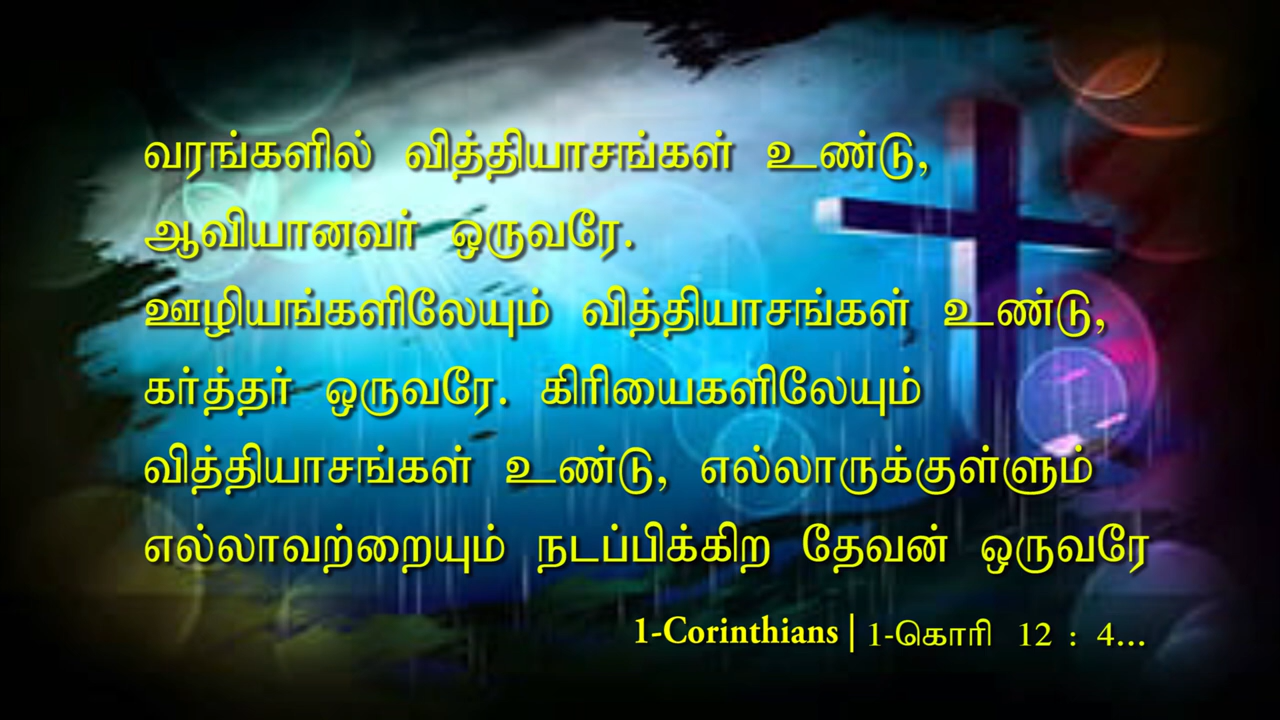 வரங்களில் வித்தியாசங்கள் உண்டு,
ஆவியானவர் ஒருவரே.
ஊழியங்களிலேயும் வித்தியாசங்கள் உண்டு,
கர்த்தர் ஒருவரே. கிரியைகளிலேயும்
வித்தியாசங்கள் உண்டு, எல்லாருக்குள்ளும்
எல்லாவற்றையும் நடப்பிக்கிற தேவன் ஒருவரே
1-Corinthians | 1-கொரி 12 : 4...